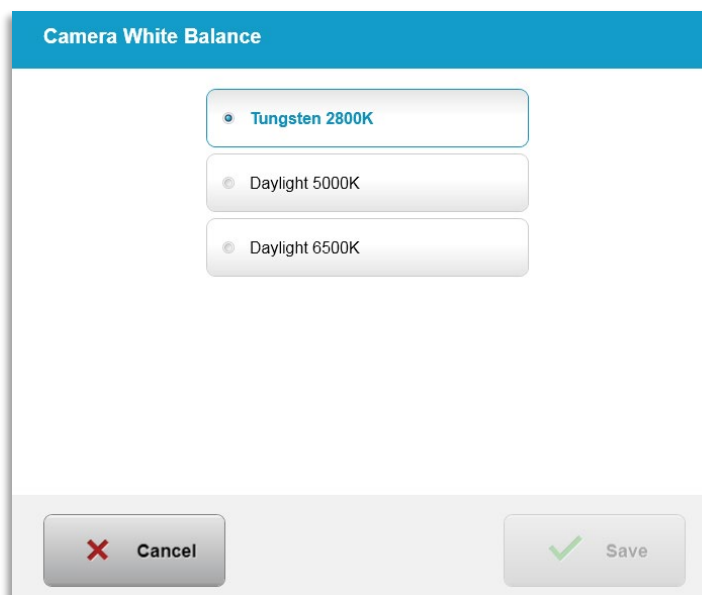 Camera White Balance
Tungsten 2800K
Daylight 5000K
Daylight 6500K
Cancel
Save